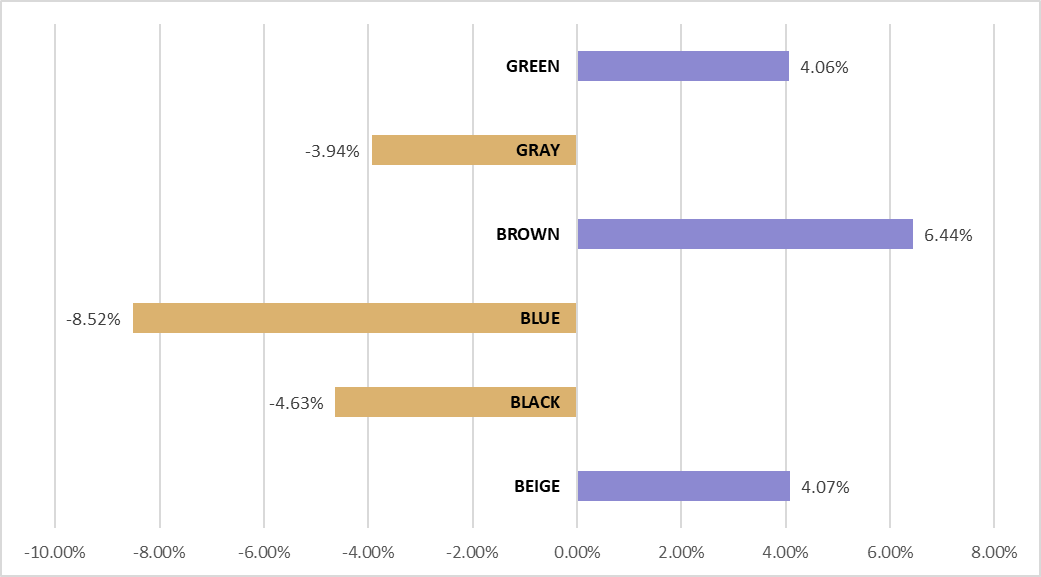 GREEN 4.06%
-3.94% GRAY
BROWN 6.44%
-8.52% BLUE
-4.63% BLACK
BEIGE 4.07%
-10.00% -8.00% -6.00% -4.00% -2.00% 0.00% 2.00% 4.00% 6.00% 8.00%